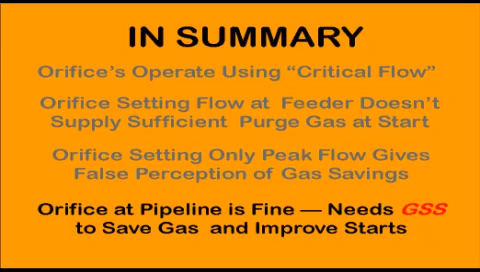 IN SUMMARY
Orifice's Operate Using “Critical Flow”
Orifice Setting Flow at Feeder Doesn't
Supply Sufficient Purge Gas at Start
Orifice Setting Only Peak Flow Gives
False Perception of Gas Savings
Orifice at Pipeline is Fine — Needs GSS
to Save Gas and Improve Starts